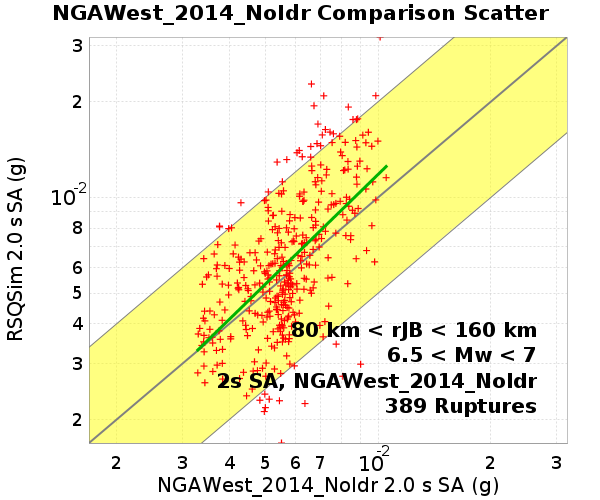 NGAWest_2014_NoIdr Comparison Scatter
RSQSim 2.0 s SA (g)
3
2
10-2
8
6
5
4
3
2
80 km < rJB < 160 km
6.5 < Mw < 7
2s SA, NGAWest_2014_NoIdr
389 Ruptures
2 3 4 5 6 7 10-2 2 3
NGAWest_2014_NoIdr 2.0 s SA (g)